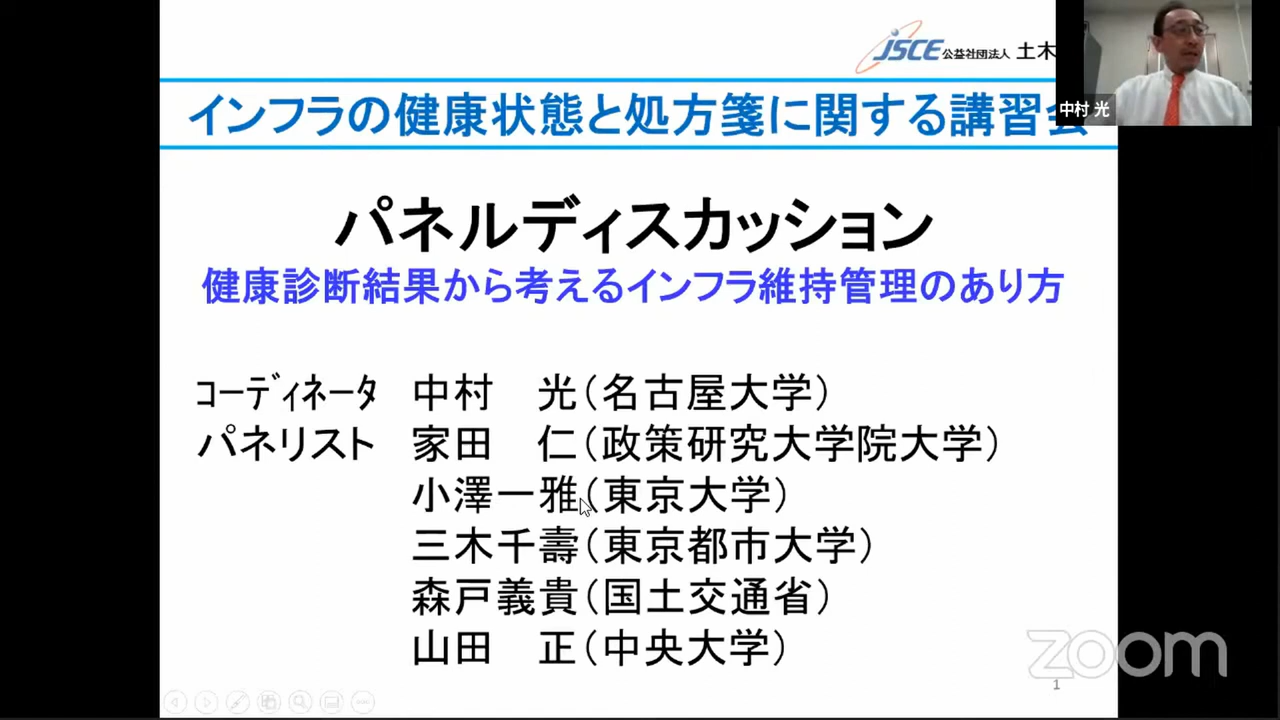 JSCE 公益社団法人 土木
中村 光
インフラの健康状態と処方箋に関する講習会
パネルディスカッション
健康診断結果から考えるインフラ維持管理のあり方
ｺｰﾃﾞｨﾈｰﾀ 中村　光（名古屋大学）
パネリスト 家田　仁（政策研究大学院大学）
小澤一雅（東京大学）
三木千壽（東京都市大学）
森戸義貴（国土交通省）
山田　正（中央大学）
zoom
1